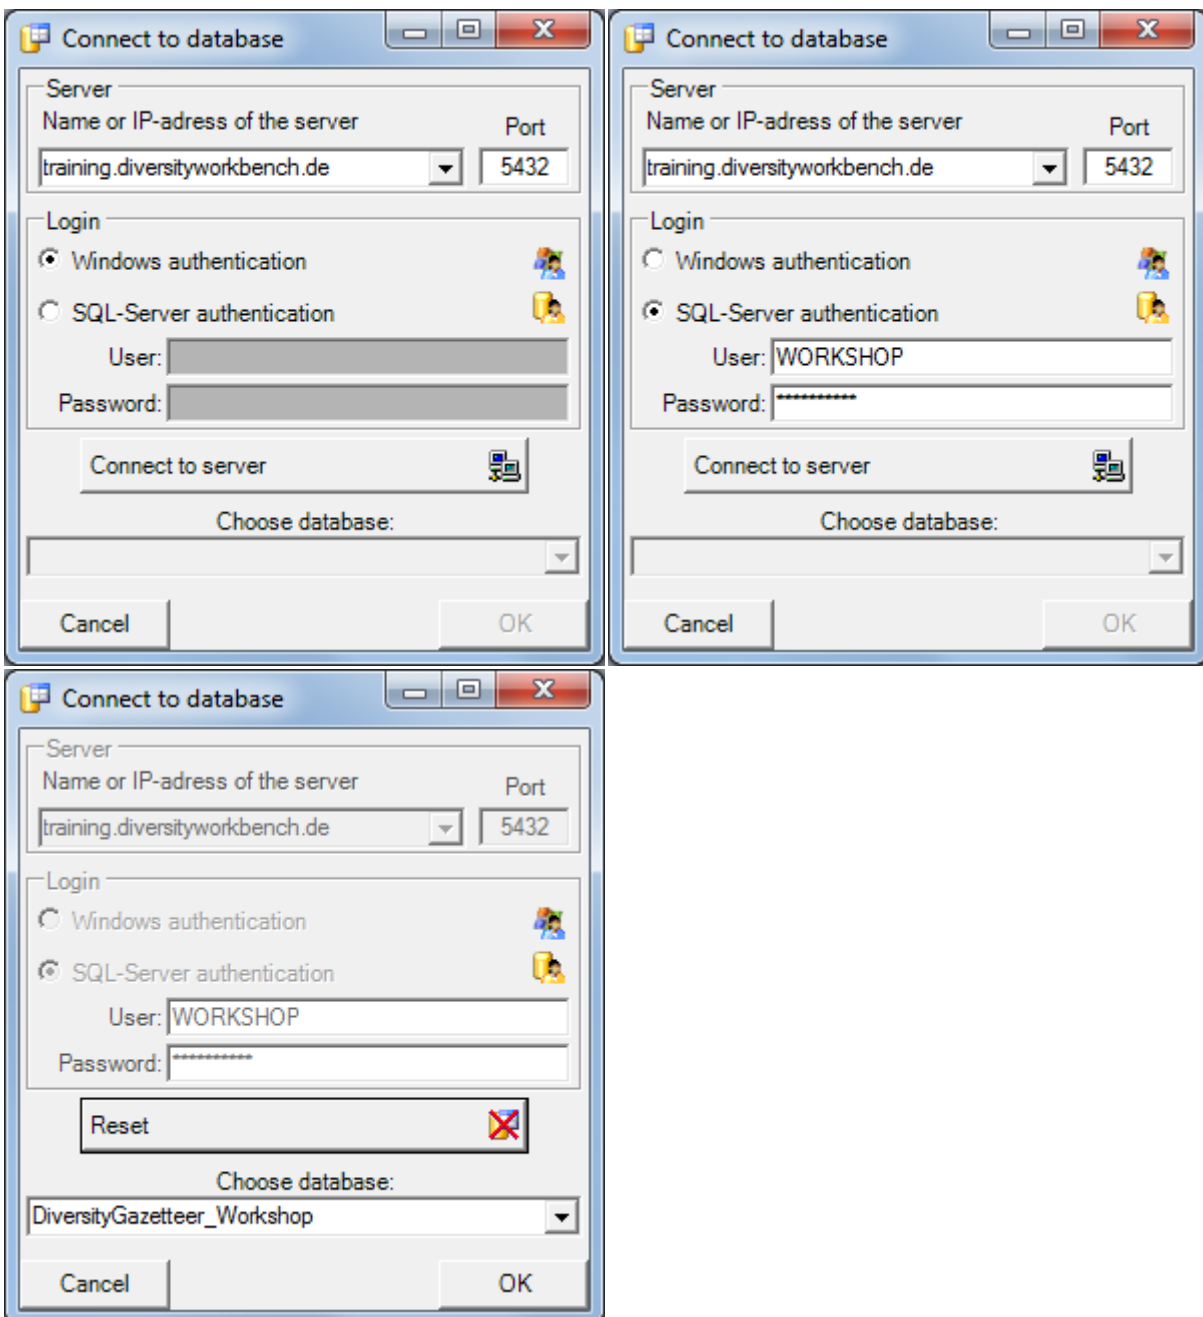 Connect to database
Server
Name or IP-adress of the server Port
training.diversityworkbench.de 5432
Login
Windows authentication
SQL-Server authentication
User:
Password:
Connect to server
Choose database:
Cancel OK
Connect to database
Server
Name or IP-adress of the server Port
training.diversityworkbench.de 5432
Login
Windows authentication
SQL-Server authentication
User: WORKSHOP
Password: **********
Connect to server
Choose database:
Cancel OK
Connect to database
Server
Name or IP-adress of the server Port
training.diversityworkbench.de 5432
Login
Windows authentication
SQL-Server authentication
User: WORKSHOP
Password: **********
Reset
Choose database:
DiversityGazetteer_Workshop
Cancel OK